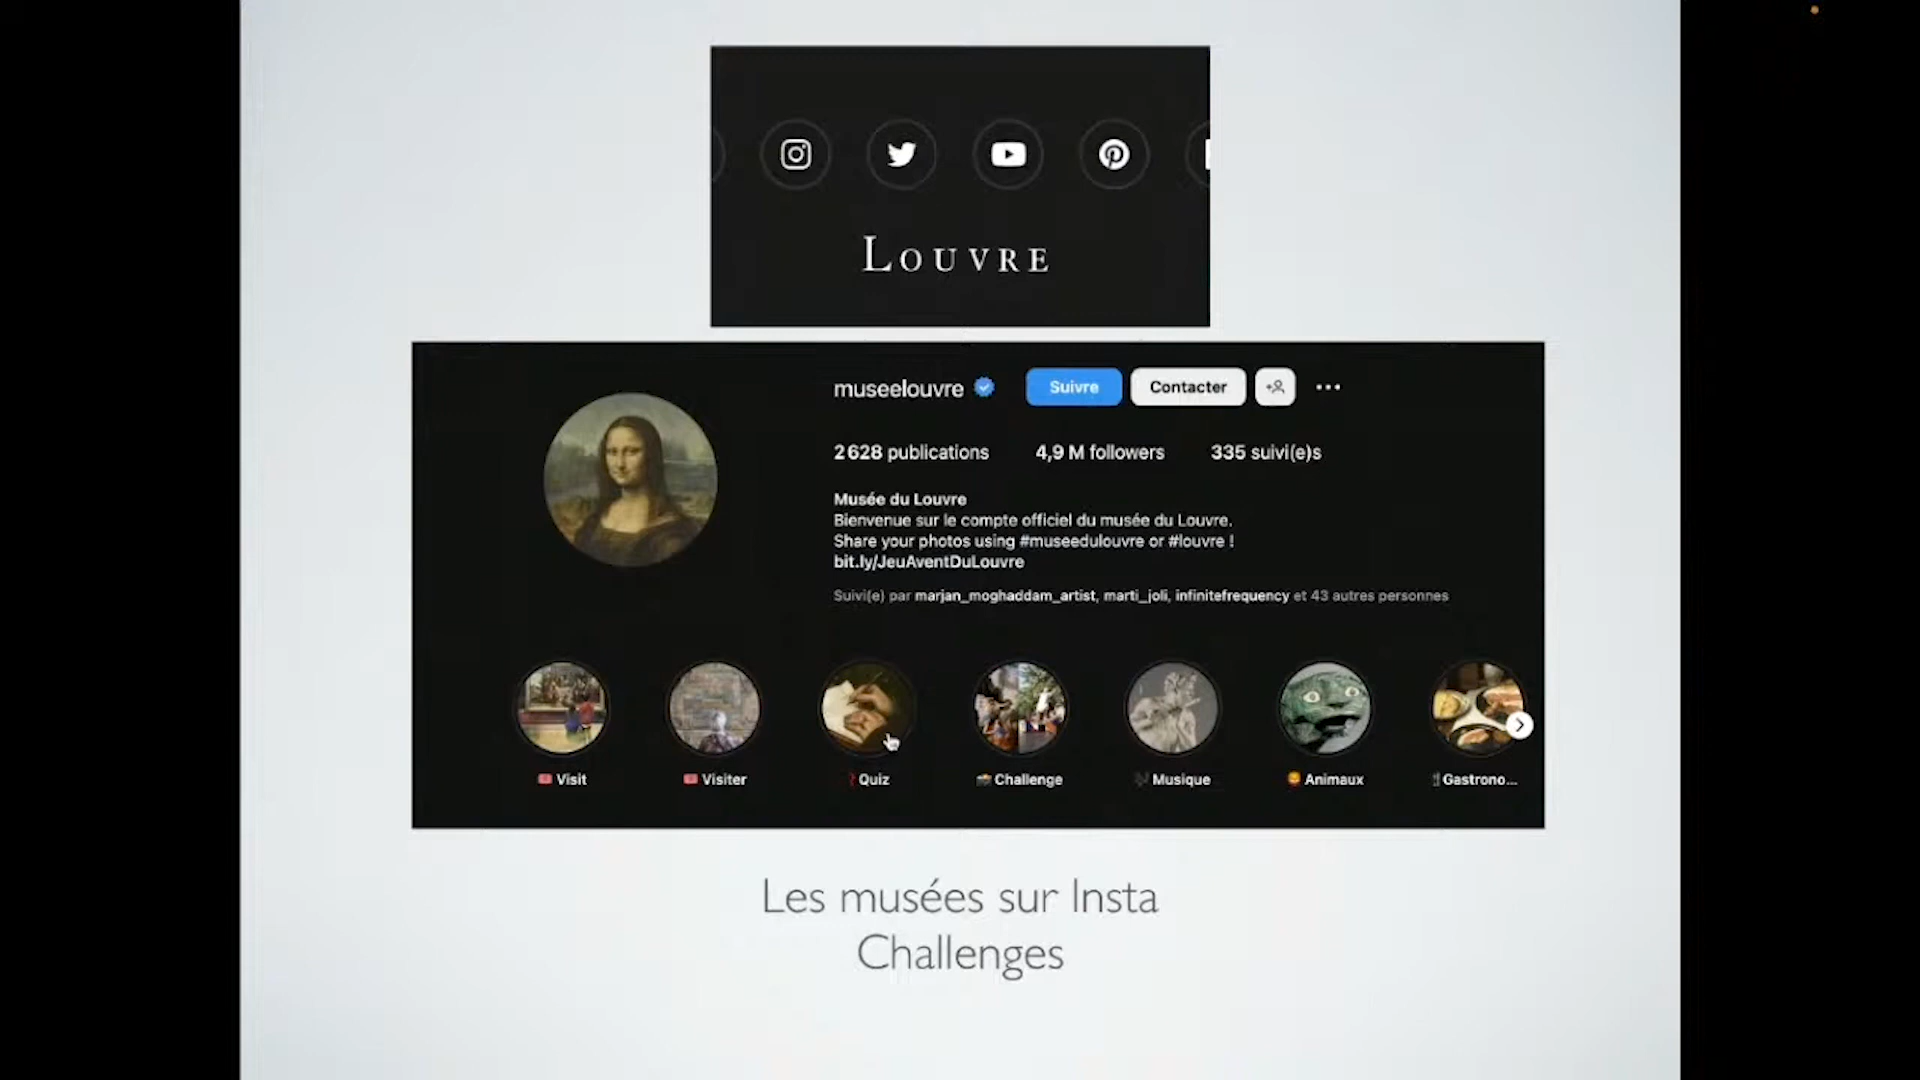 LOUVRE
museelouvre
Suivre
Contacter
2 628 publications
4,9 M followers
335 suivi(e)s
Musée du Louvre
Bienvenue sur le compte officiel du musée du Louvre.
Share your photos using #museedulouvre or #louvre !
bit.ly/JeuAventDuLouvre
Suivi(e) par marjan_moghaddam_artist, marti_joli, infinitefrequency et 43 autres personnes
Visit
Visiter
Quiz
Challenge
Musique
Animaux
Gastrono...
Les musées sur Insta
Challenges